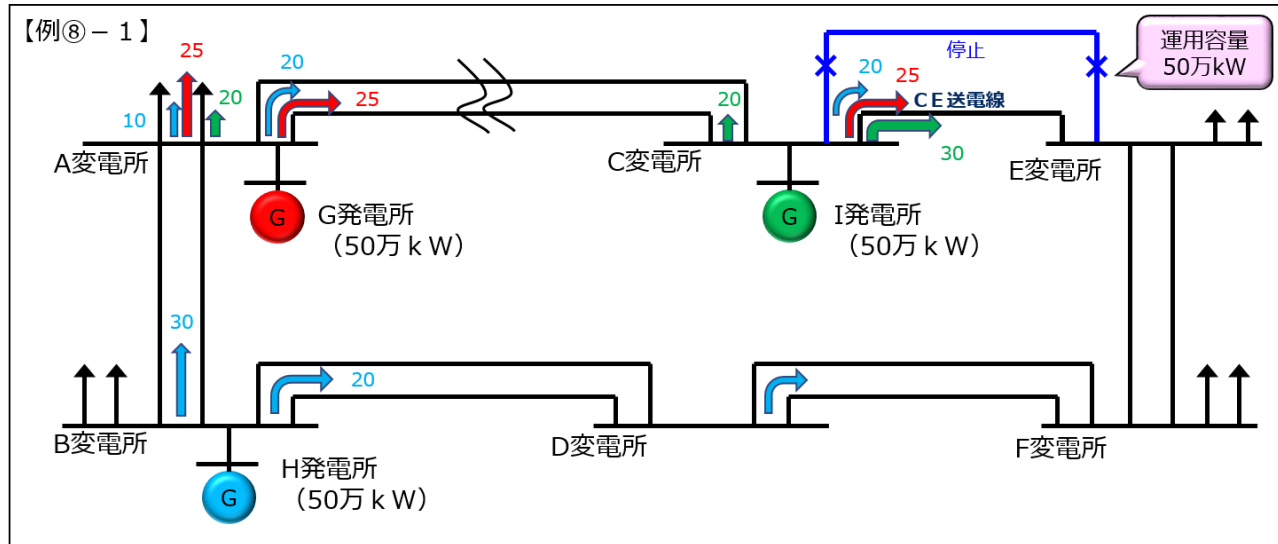 【例⑧－1】
25
20
10
20
25
停止
運用容量
50万kW
20
25
CE送電線
20
30
A変電所
C変電所
E変電所
G
G発電所
（50万ｋW）
G
I発電所
（50万ｋW）
30
20
B変電所
D変電所
F変電所
G
H発電所
（50万ｋW）